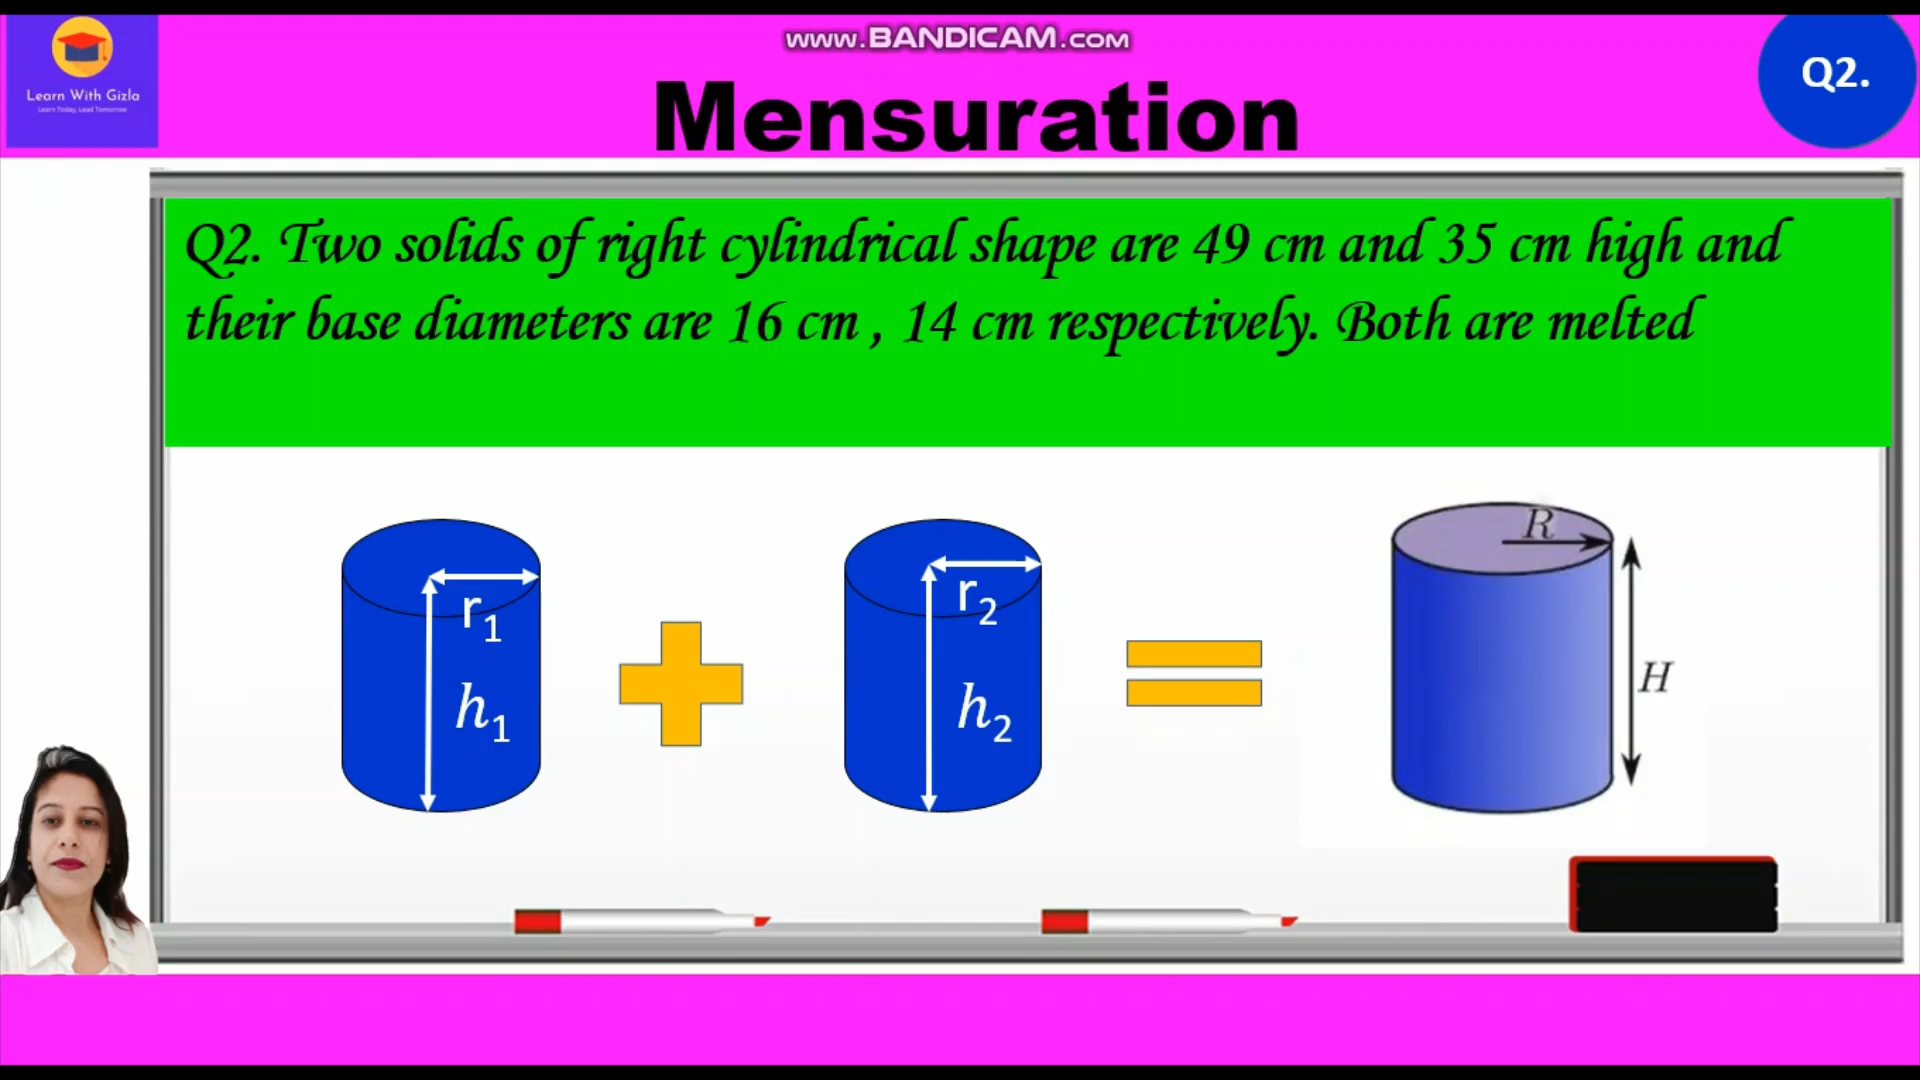 www.BANDICAM.com
Learn With Gizla
Learn Today, Lead Tomorrow
Mensuration
Q2.
Q2. Two solids of right cylindrical shape are 49 cm and 35 cm high and
their base diameters are 16 cm , 14 cm respectively. Both are melted
r1
h1
r2
h2
R
H